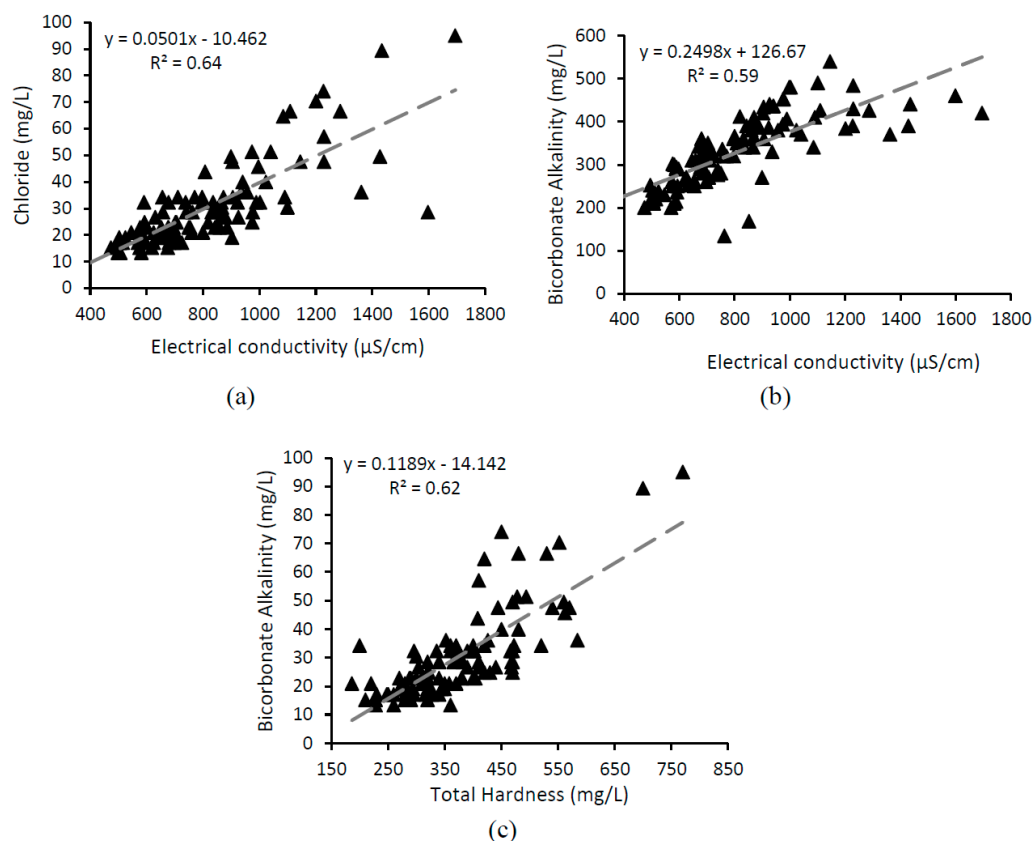 (a)
y = 0.0501x - 10.462
R² = 0.64
Chloride (mg/L)
100
90
80
70
60
50
40
30
20
10
0
400 600 800 1000 1200 1400 1600 1800
Electrical conductivity (µS/cm)
(a)
b)
y = 0.2498x + 126.67
R² = 0.59
Bicorbonate Alkalinity (mg/L)
600
500
400
300
200
100
0
400 600 800 1000 1200 1400 1600 1800
Electrical conductivity (µS/cm)
(b)
y = 0.1189x - 14.142
R² = 0.62
Bicorbonate Alkalinity (mg/L)
100
90
80
70
60
50
40
30
20
10
0
150 250 350 450 550 650 750 850
Total Hardness (mg/L)
(c)